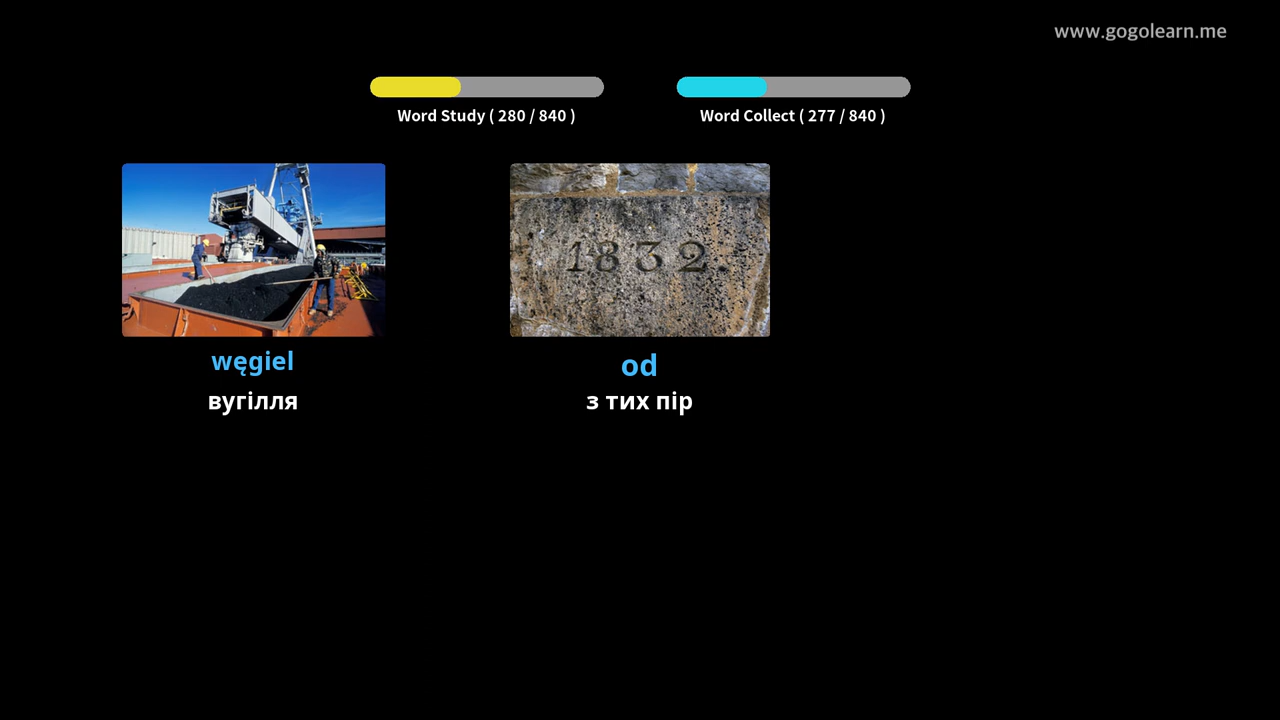 www.gogolearn.me
Word Study ( 280 / 840 )
Word Collect ( 277 / 840 )
1832.
węgiel
вугілля
od
з тих пір